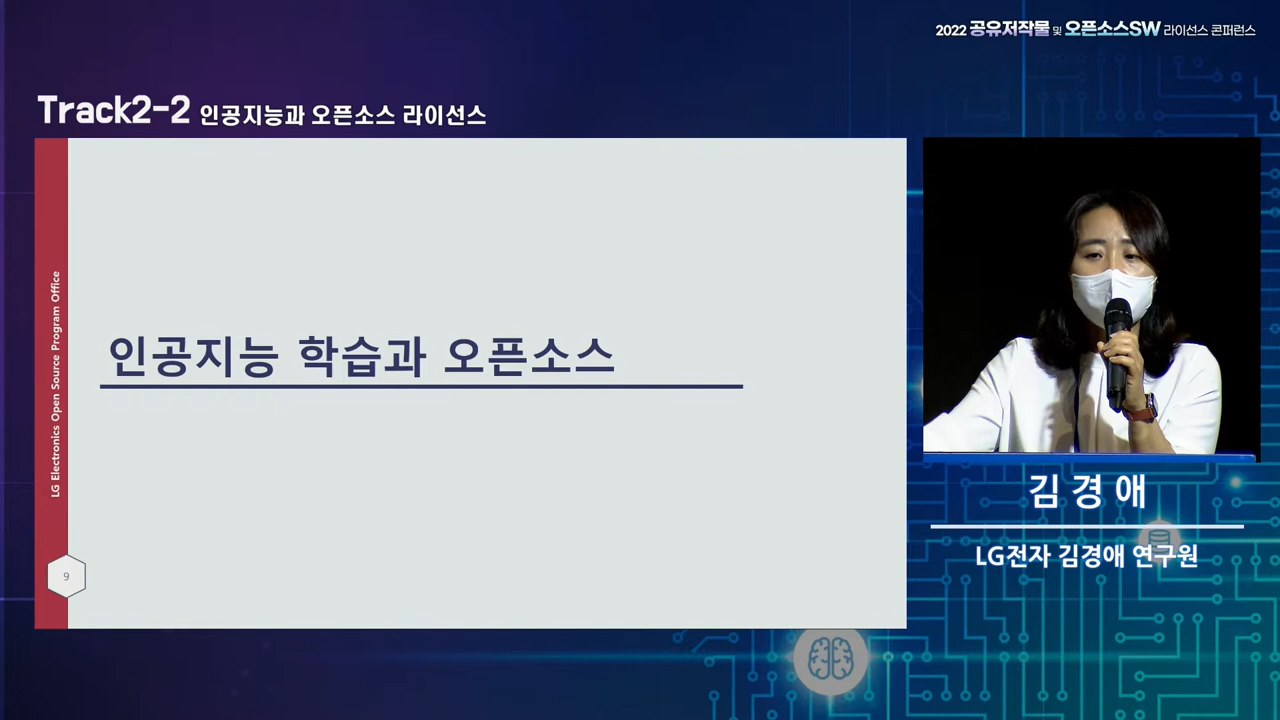 2022 공유저작물 및 오픈소스SW 라이선스 콘퍼런스
Track2-2 인공지능과 오픈소스 라이선스
LG Electronics Open Source Program Office
인공지능 학습과 오픈소스
9
김경애
LG전자 김경애 연구원